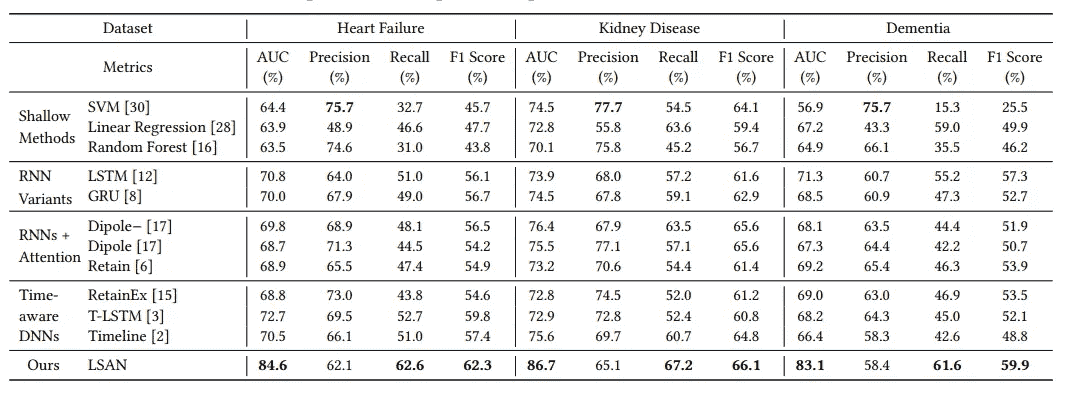 Dataset Heart Failure Kidney Disease Dementia
Metrics AUC (%) Precision (%) Recall (%) F1 Score (%) AUC (%) Precision (%) Recall (%) F1 Score (%) AUC (%) Precision (%) Recall (%) F1 Score (%)
Shallow Methods
SVM [30] 64.4 75.7 32.7 45.7 74.5 77.7 54.5 64.1 56.9 75.7 15.3 25.5
Linear Regression [28] 63.9 48.9 46.6 47.7 72.8 55.8 63.6 59.4 67.2 43.3 59.0 49.9
Random Forest [16] 63.5 74.6 31.0 43.8 70.1 75.8 45.2 56.7 64.9 66.1 35.5 46.2
RNN Variants
LSTM [12] 70.8 64.0 51.0 56.1 73.9 68.0 57.2 61.6 71.3 60.7 55.2 57.3
GRU [8] 70.0 67.9 49.0 56.7 74.5 67.8 59.1 62.9 68.5 60.9 47.3 52.7
RNNs + Attention
Dipole− [17] 69.8 68.9 48.1 56.5 76.4 67.9 63.5 65.6 68.1 63.5 44.4 51.9
Dipole [17] 68.7 71.3 44.5 54.2 75.5 77.1 57.1 65.6 67.3 64.4 42.2 50.7
Retain [6] 68.9 65.5 47.4 54.9 73.2 70.6 54.4 61.4 69.2 65.4 46.3 53.9
Time-aware DNNs
RetainEx [15] 68.8 73.0 43.8 54.6 72.8 74.5 52.0 61.2 69.0 63.0 46.9 53.5
T-LSTM [3] 72.7 69.5 52.7 59.8 72.9 72.8 52.4 60.8 68.2 64.3 45.0 52.1
Timeline [2] 70.5 66.1 51.0 57.4 75.6 69.7 60.7 64.8 66.4 58.3 42.6 48.8
Ours LSAN 84.6 62.1 62.6 62.3 86.7 65.1 67.2 66.1 83.1 58.4 61.6 59.9